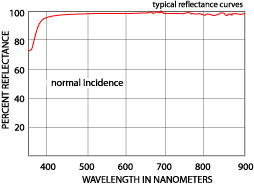 typical reflectance curves
100
80
60
40
20
PERCENT REFLECTANCE
normal Incidence
400 500 600 700 800 900
WAVELENGTH IN NANOMETERS